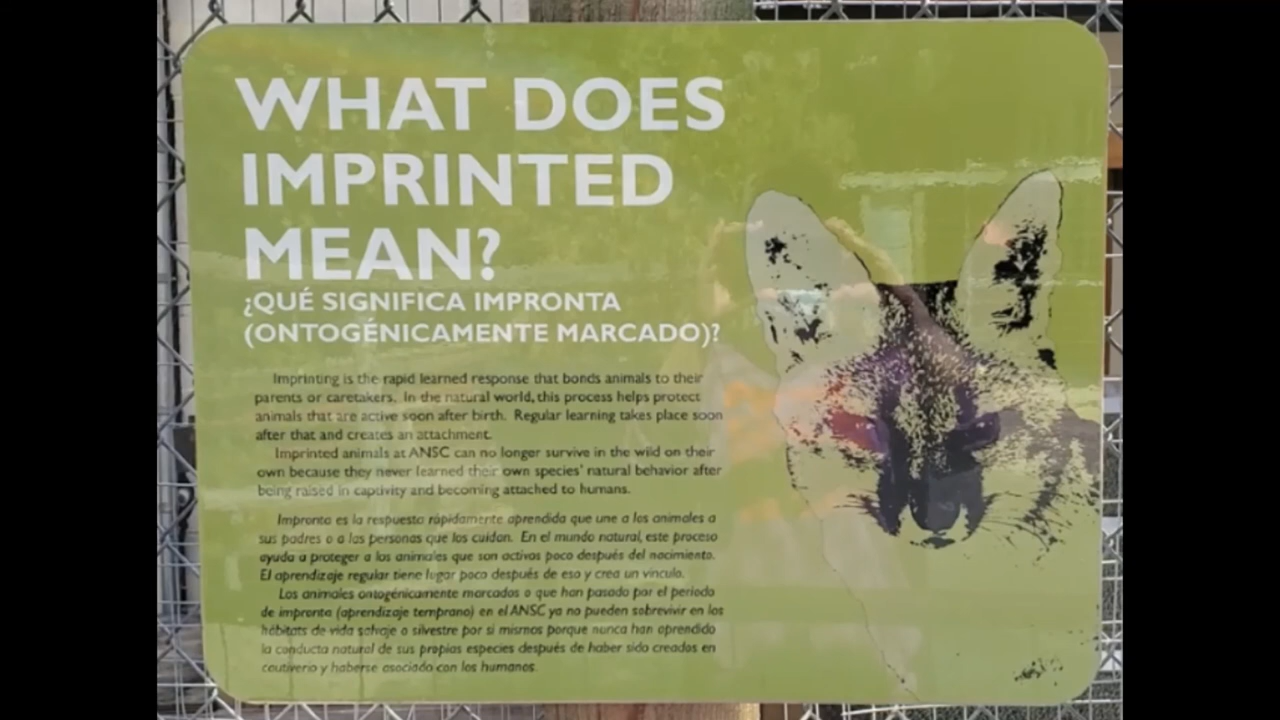 WHAT DOES
IMPRINTED
MEAN?
¿QUÉ SIGNIFICA IMPRONTA
(ONTOGÉNICAMENTE MARCADO)?
Imprinting is the rapid learned response that bonds animals to their
parents or caretakers. In the natural world, this process helps protect
animals that are active soon after birth. Regular learning takes place soon
after that and creates an attachment.
Imprinted animals at ANSC can no longer survive in the wild on their
own because they never learned their own species' natural behavior after
being raised in captivity and becoming attached to humans.
Impronta es la respuesta rápidamente aprendida que une a los animales a
sus padres o a las personas que los cuidan. En el mundo natural, este proceso
ayuda a proteger a los animales que son activos poco después del nacimiento.
El aprendizaje regular tiene lugar poco después de eso y crea un vínculo.
Los animales ontogénicamente marcados o que han pasado por el periodo
de impronta (aprendizaje temprano) en el ANSC ya no pueden sobrevivir en los
hábitats de vida salvaje o silvestre por si mismos porque nunca han aprendido
la conducta natural de sus propias especies después de haber sido creados en
cautiverio y haberse asociado con los humanos.